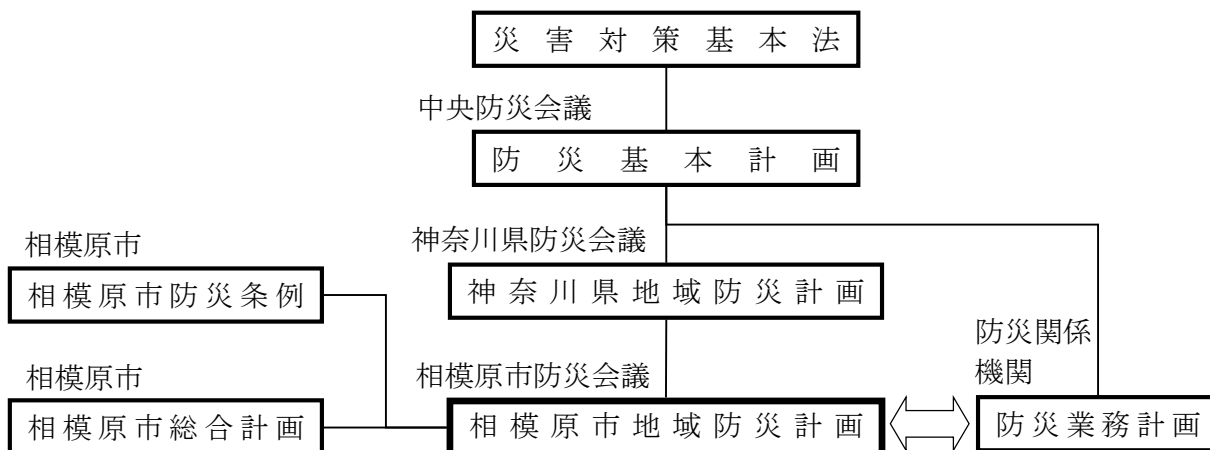 災害対策基本法
中央防災会議
防災基本計画
神奈川県防災会議
神奈川県地域防災計画
相模原市
相模原市防災条例
相模原市
相模原市総合計画
相模原市防災会議
相模原市地域防災計画
防災関係
機関
防災業務計画